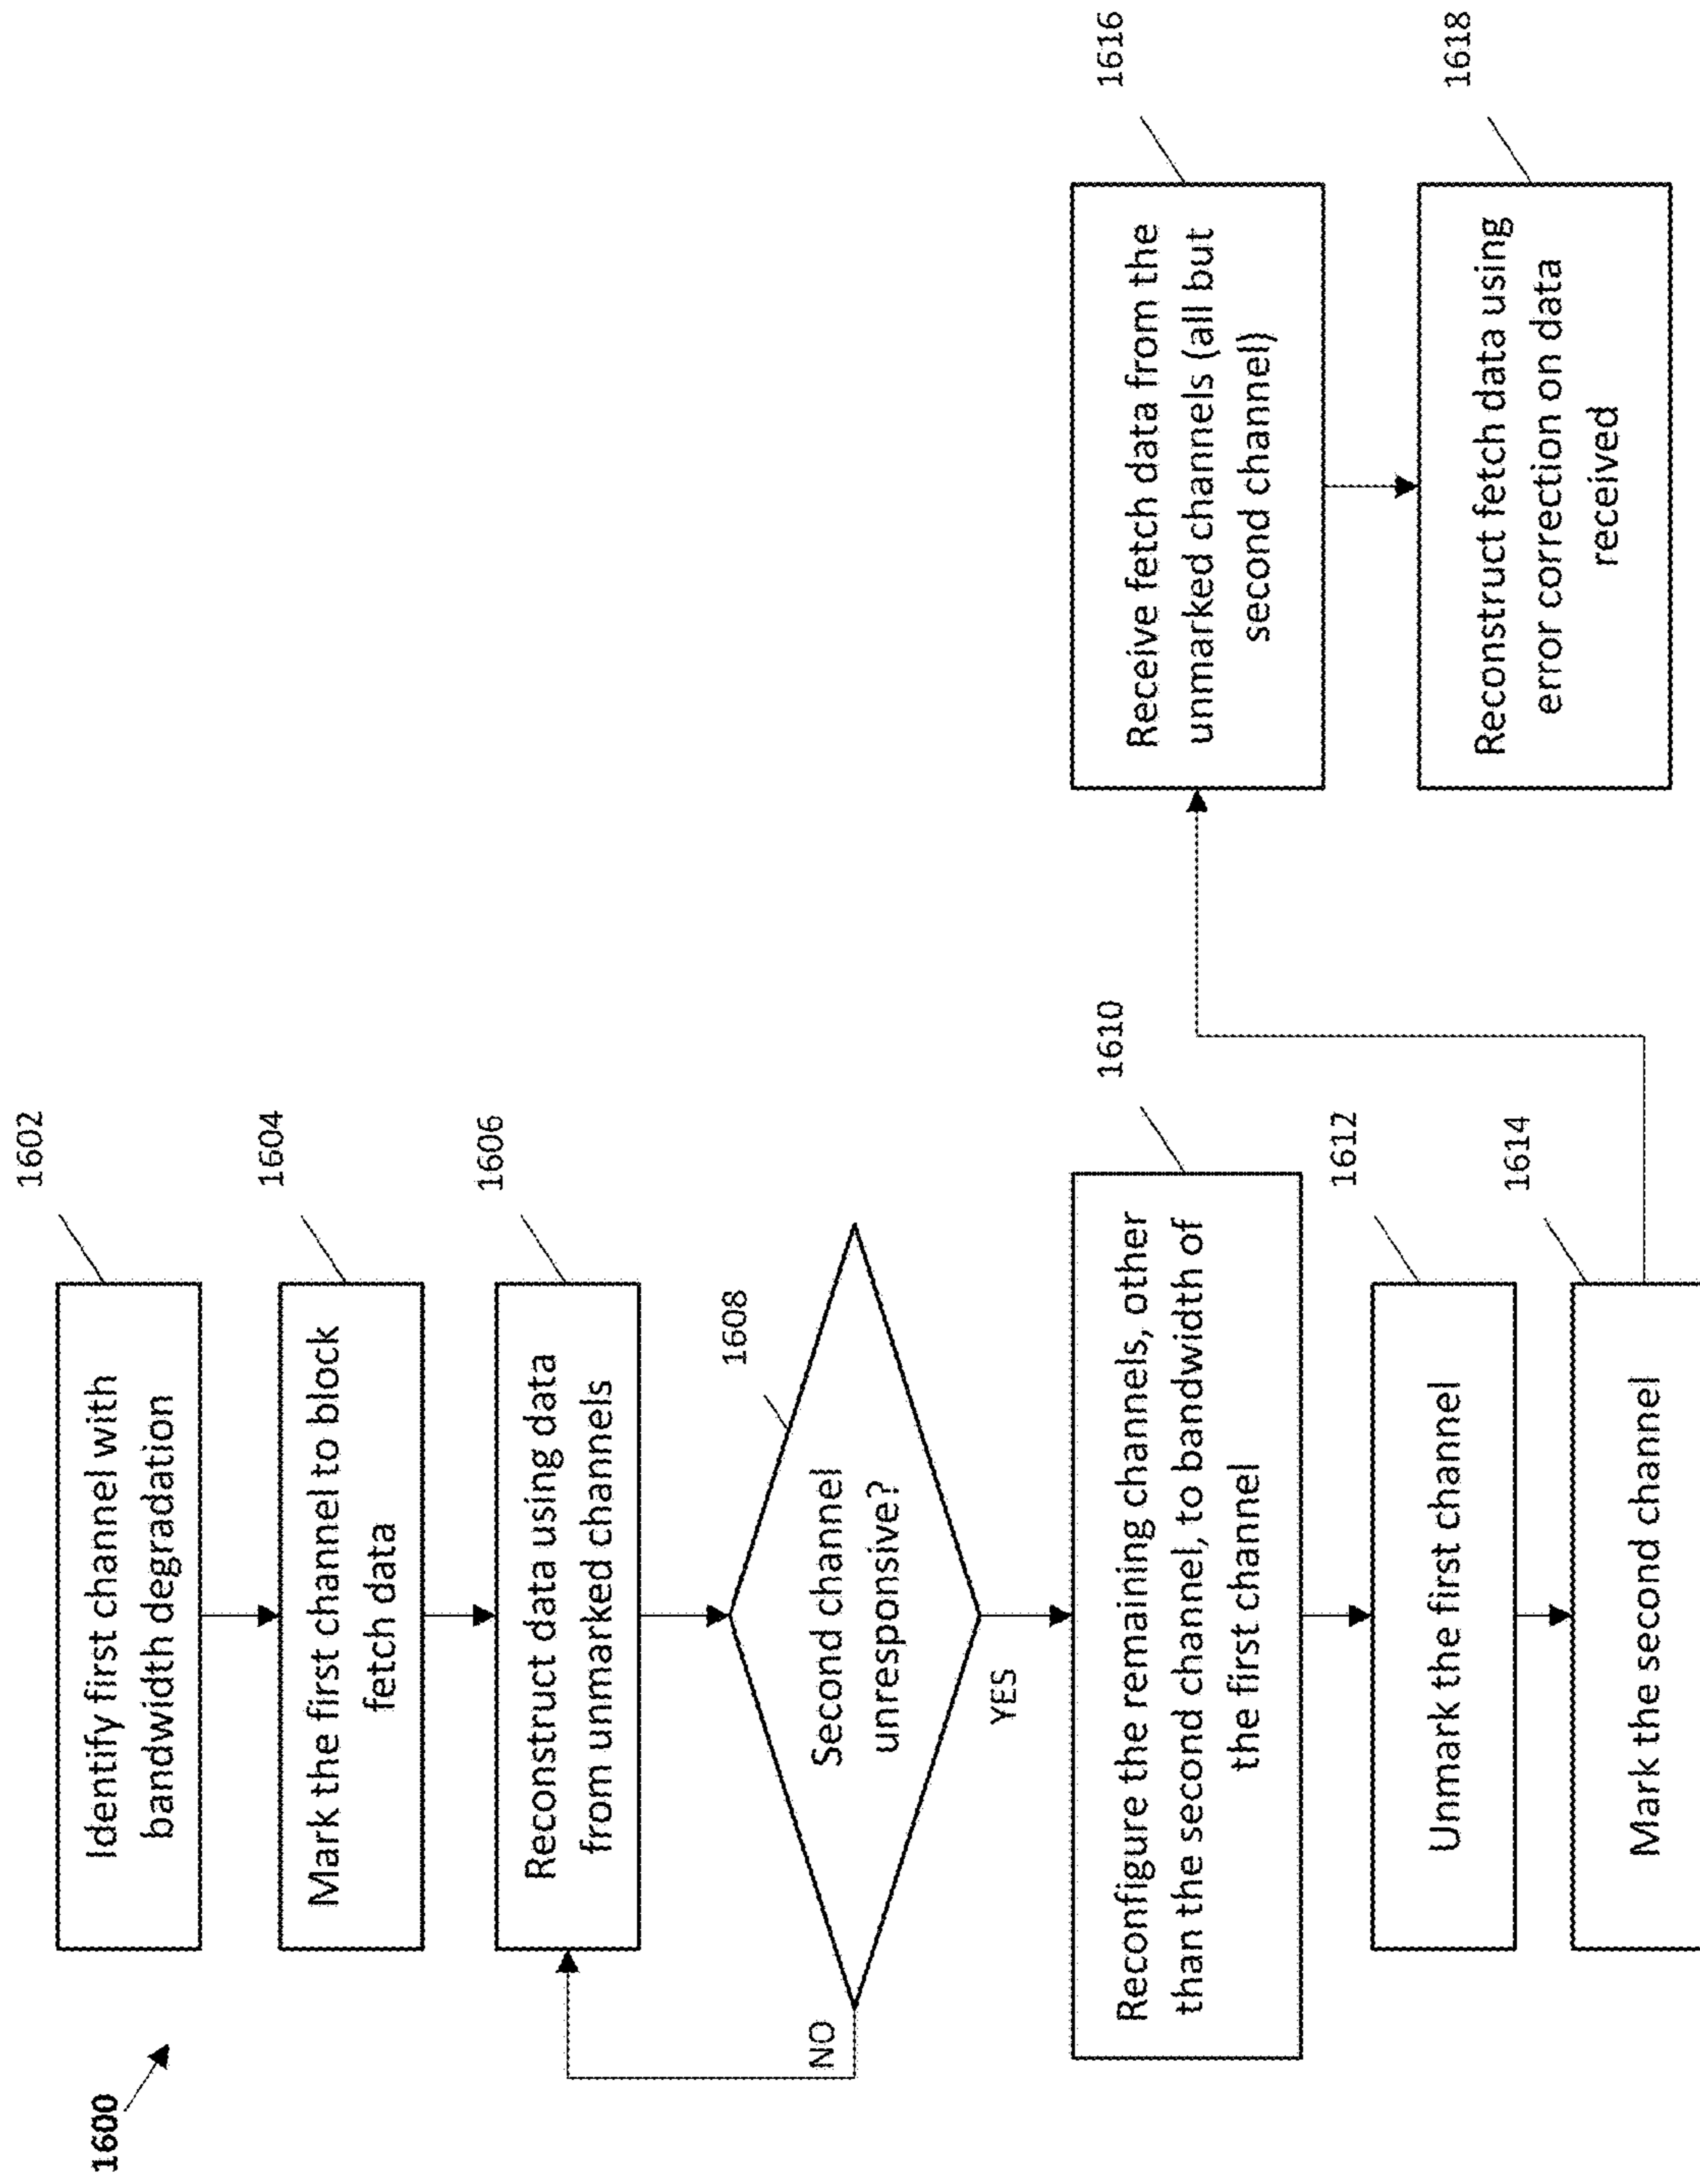 1600
1602
Identify first channel with
bandwidth degradation
1604
Mark the first channel to block
fetch data
1606
Reconstruct data using data
from unmarked channels
1608
Second channel
unresponsive?
NO
YES
1610
Reconfigure the remaining channels, other
than the second channel, to bandwidth of
the first channel
1612
Unmark the first channel
1614
Mark the second channel
1616
Receive fetch data from the
unmarked channels (all but
second channel)
1618
Reconstruct fetch data using
error correction on data
received